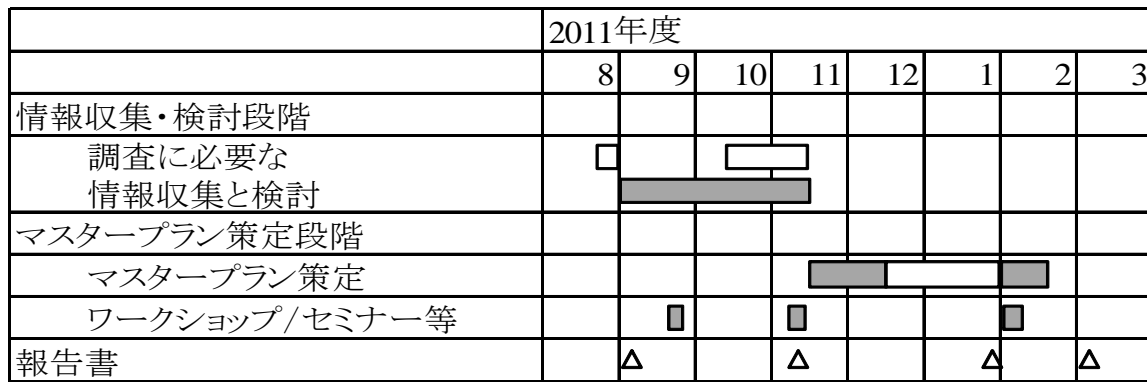 2011年度
8 9 10 11 12 1 2 3
情報収集・検討段階
調査に必要な
情報収集と検討
マスタープラン策定段階
マスタープラン策定
ワークショップ/セミナー等
報告書